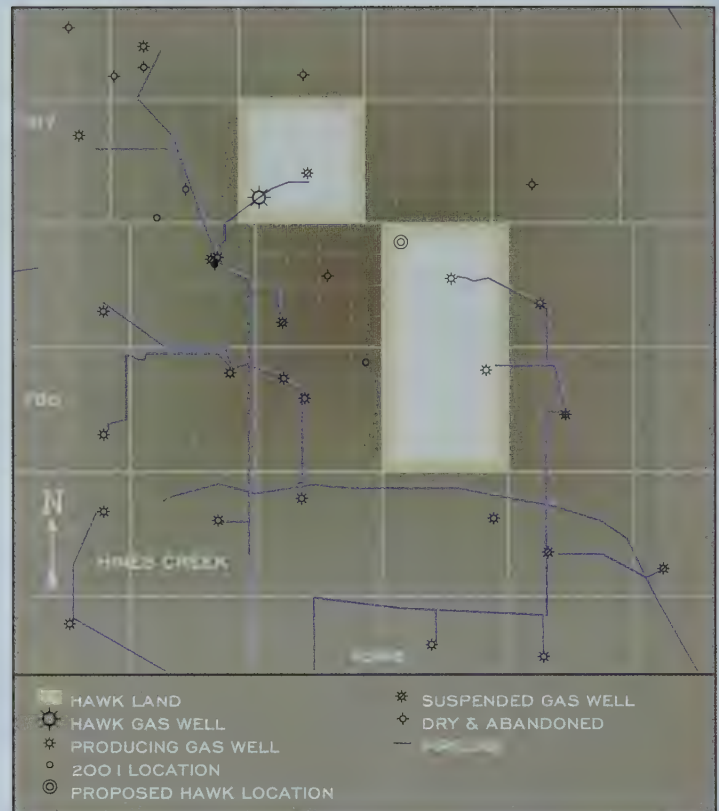 N
HINES CREEK
HAWK LAND
HAWK GAS WELL
PRODUCING GAS WELL
2001 LOCATION
PROPOSED HAWK LOCATION
SUSPENDED GAS WELL
DRY & ABANDONED